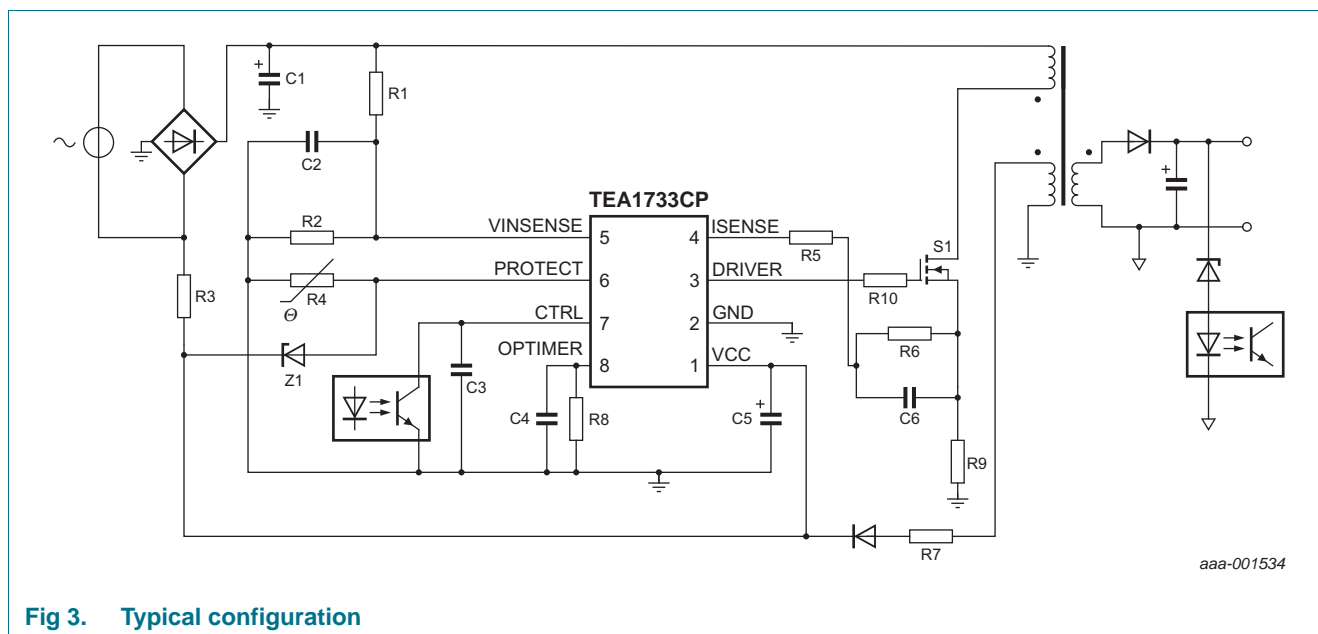 C1
R1
C2
TEA1733CP
R2
VINSENSE
5
4
ISENSE
R5
S1
PROTECT
6
3
DRIVER
R10
R3
R4
Θ
CTRL
7
2
GND
OPTIMER
8
1
VCC
R6
Z1
C3
C4
R8
C5
C6
R9
R7
aaa-001534
Fig 3. Typical configuration